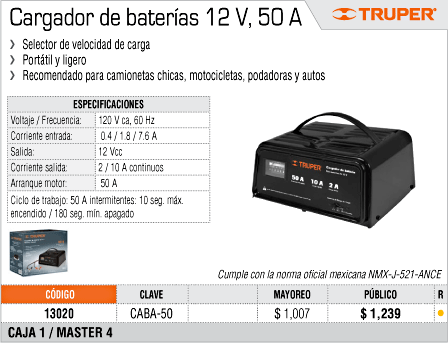 Cargador de baterías 12 V, 50 A
TRUPER®
Selector de velocidad de carga
Portátil y ligero
Recomendado para camionetas chicas, motocicletas, podadoras y autos
ESPECIFICACIONES
Voltaje / Frecuencia: 120 V ca, 60 Hz
Corriente entrada: 0.4 / 1.8 / 7.6 A
Salida: 12 Vcc
Corriente salida: 2 / 10 A continuos
Arranque motor: 50 A
Ciclo de trabajo: 50 A intermitentes: 10 seg. máx.
encendido / 180 seg. mín. apagado
TRUPER
Cargador de batería
50 A 10 A 2 A
TRUPER
Cumple con la norma oficial mexicana NMX-J-521-ANCE
CÓDIGO CLAVE MAYOREO PÚBLICO R
13020 CABA-50 $ 1,007 $ 1,239
CAJA 1 / MASTER 4